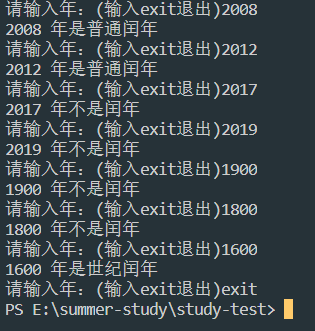 请输入年：(输入exit退出)2008
2008 年是普通闰年
请输入年：(输入exit退出)2012
2012 年是普通闰年
请输入年：(输入exit退出)2017
2017 年不是闰年
请输入年：(输入exit退出)2019
2019 年不是闰年
请输入年：(输入exit退出)1900
1900 年不是闰年
请输入年：(输入exit退出)1800
1800 年不是闰年
请输入年：(输入exit退出)1600
1600 年是世纪闰年
请输入年：(输入exit退出)exit
PS E:\summer-study\study-test>